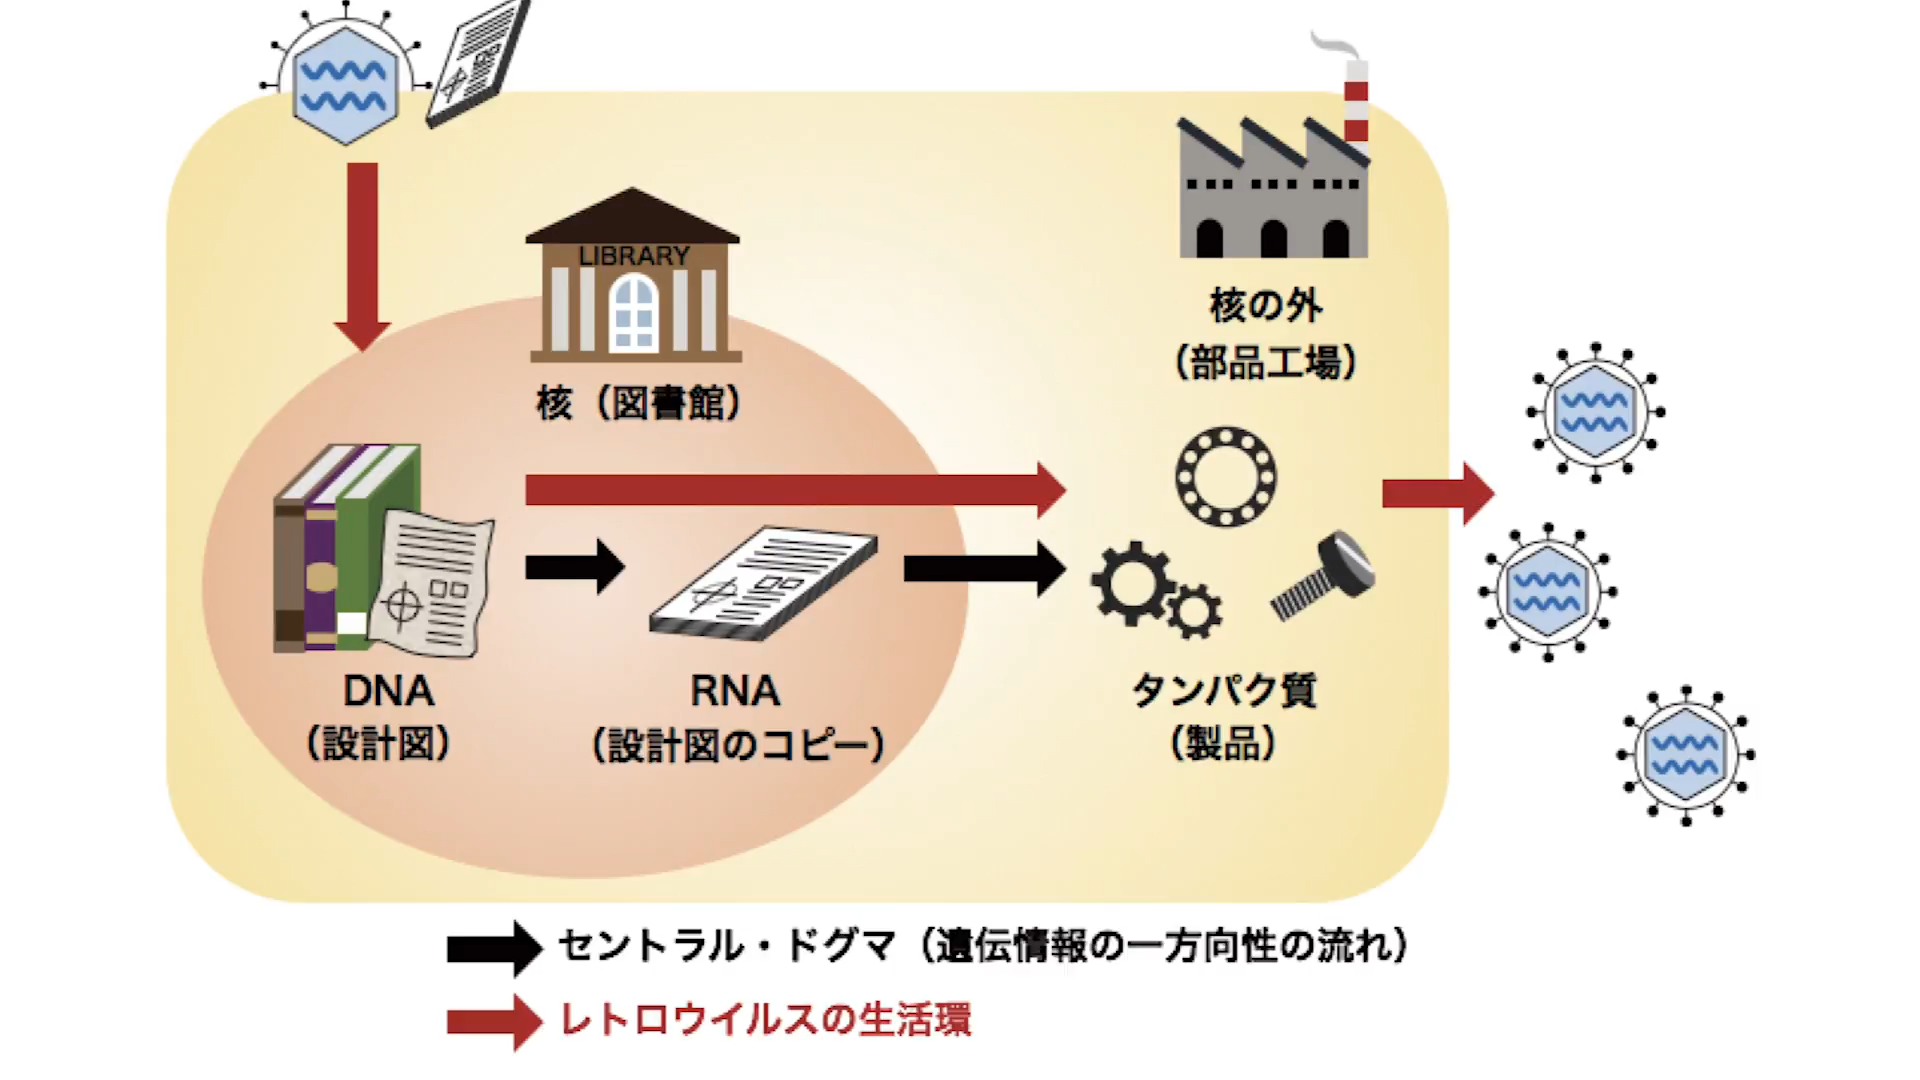 LIBRARY
核（図書館）
核の外
（部品工場）
DNA
（設計図）
RNA
（設計図のコピー）
タンパク質
（製品）
セントラル・ドグマ（遺伝情報の一方向性の流れ）
レトロウイルスの生活環